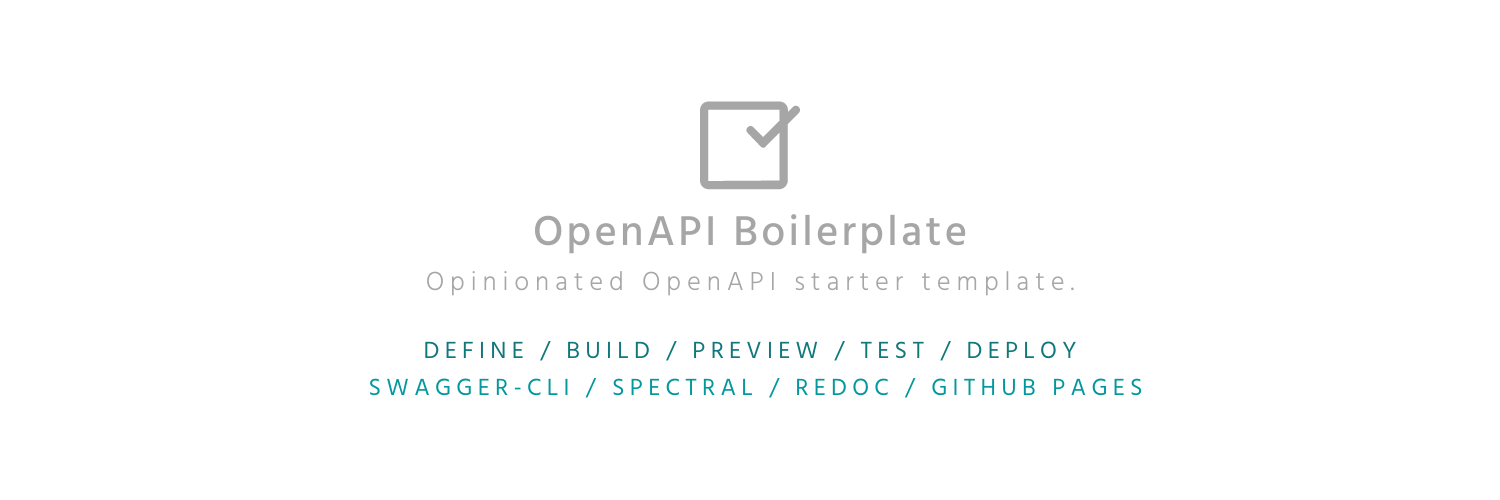 OpenAPI Boilerplate
Opinionated OpenAPI starter template.
DEFINE / BUILD / PREVIEW / TEST / DEPLOY
SWAGGER-CLI / SPECTRAL / REDOC / GITHUB PAGES